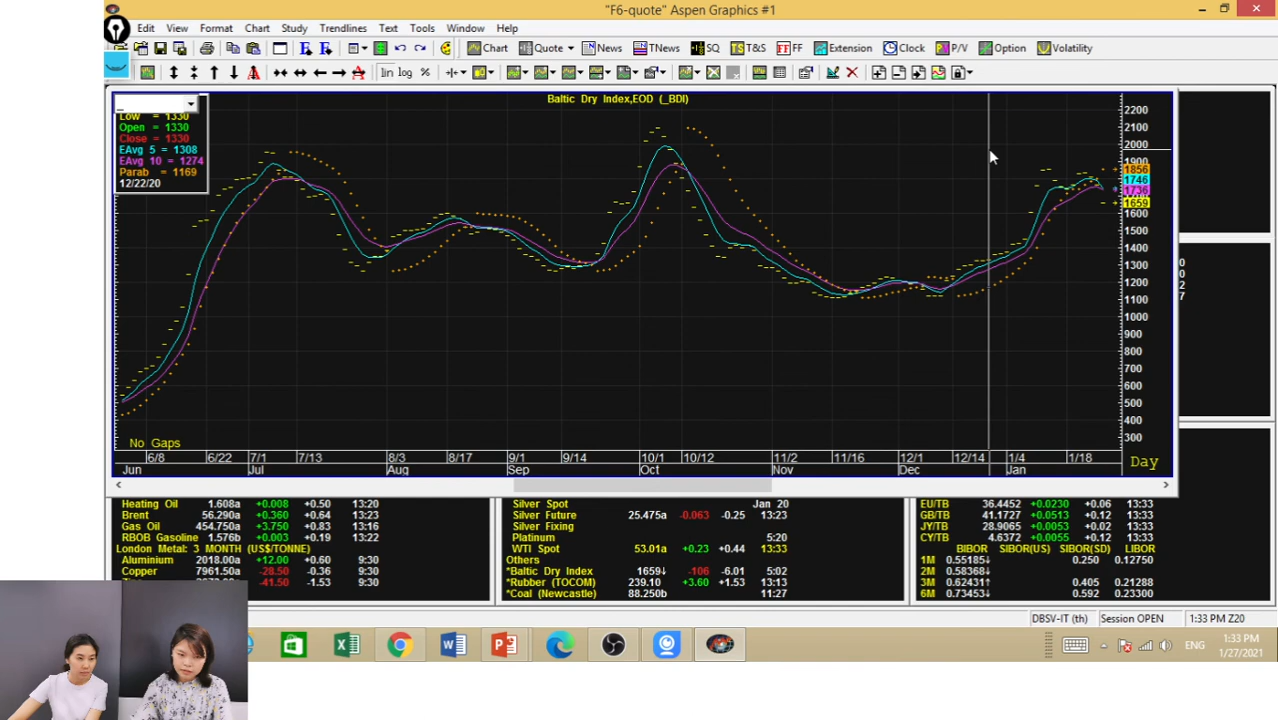 "F6-quote" Aspen Graphics #1
Edit View Format Chart Study Trendlines Text Tools Window Help
Chart Quote News TNews SQ T&S FF Extension Clock P/V Option Volatility
lin log %
Baltic Dry Index,EOD (_BDI)
Low = 1330
Open = 1330
Close = 1330
EAvg 5 = 1308
EAvg 10 = 1274
Parab = 1169
12/22/20
2200
2100
2000
1900
1856
1746
1736
1659
1600
1500
1400
1300
1200
1100
1000
900
800
700
600
500
400
300
No Gaps
6/8 6/22 7/1 7/13 8/3 8/17 9/1 9/14 10/1 10/12 11/2 11/16 12/1 12/14 1/4 1/18
Jun Jul Aug Sep Oct Nov Dec Jan
Day
0
0
2
7
Heating Oil 1.608a +0.008 +0.50 13:20
Brent 56.290a +0.360 +0.64 13:23
Gas Oil 454.750a +3.750 +0.83 13:16
RBOB Gasoline 1.576b +0.003 +0.19 13:22
London Metal: 3 MONTH (US$/TONNE)
Aluminium 2018.00a +12.00 +0.60 9:30
Copper 7961.50a -28.50 -0.36 9:30
-41.50 -1.53 9:30
Silver Spot Jan 20
Silver Future 25.475a -0.063 -0.25 13:23
Silver Fixing
Platinum 5:20
WTI Spot 53.01a +0.23 +0.44 13:33
Others
*Baltic Dry Index 1659↓ -106 -6.01 5:02
*Rubber (TOCOM) 239.10 +3.60 +1.53 13:13
*Coal (Newcastle) 88.250b 11:27
EU/TB 36.4452 +0.0230 +0.06 13:33
GB/TB 41.1727 +0.0513 +0.12 13:33
JY/TB 28.9065 +0.0053 +0.02 13:33
CY/TB 4.6372 +0.0055 +0.12 13:33
BIBOR SIBOR(US) SIBOR(SD) LIBOR
1M 0.55185↓ 0.250 0.12750
2M 0.58368↓
3M 0.62431↑ 0.405 0.21288
6M 0.73453↓ 0.592 0.23300
DBSV-IT (th) Session OPEN 1:33 PM Z20
ENG
1:33 PM
1/27/2021